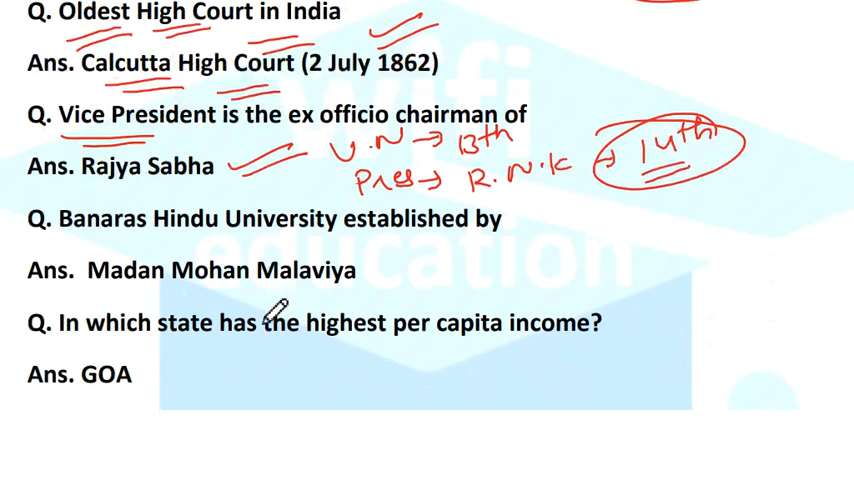 Q. Oldest High Court in India
Ans. Calcutta High Court (2 July 1862)
Q. Vice President is the ex officio chairman of
V.N → 13th
Ans. Rajya Sabha
Pres → R.N.K → 14th
Q. Banaras Hindu University established by
Ans. Madan Mohan Malaviya
Q. In which state has the highest per capita income?
Ans. GOA
wifi
education